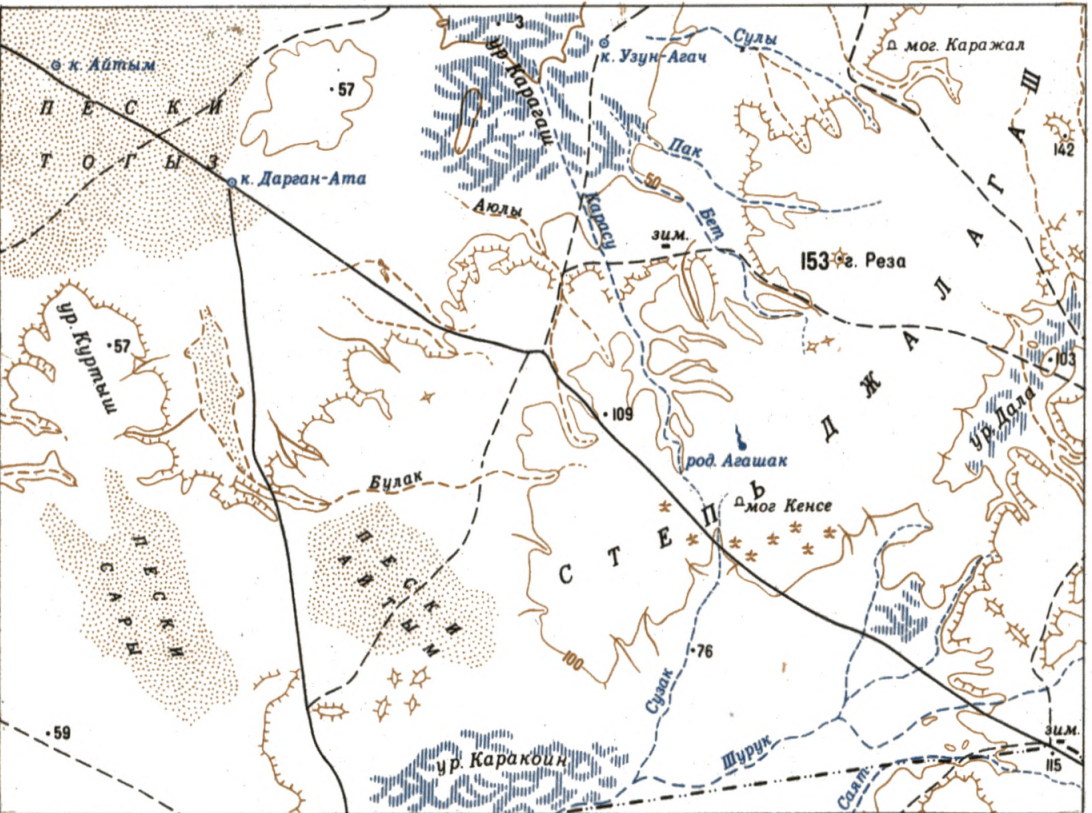 3
ур. Карагаш
к. Узун-Агач
Сулы
мог. Каражал
к. Айтым
57
ПЕСКИ
ТОГЫЗ
142
к. Дарган-Ата
Пак
50
Аюлы
Карасу
Бет
зим.
153 г. Реза
ур. Куртыш
57
103
ур. Дала
109
род. Агашак
Булак
мог Кенсе
СТЕПЬ ДЖАЛАГАШ
ПЕСКИ
САРЫ
ПЕСКИ
АЙТЫМ
100
76
Сузак
59
ур. Каракоин
Шурук
Саят
зим.
115